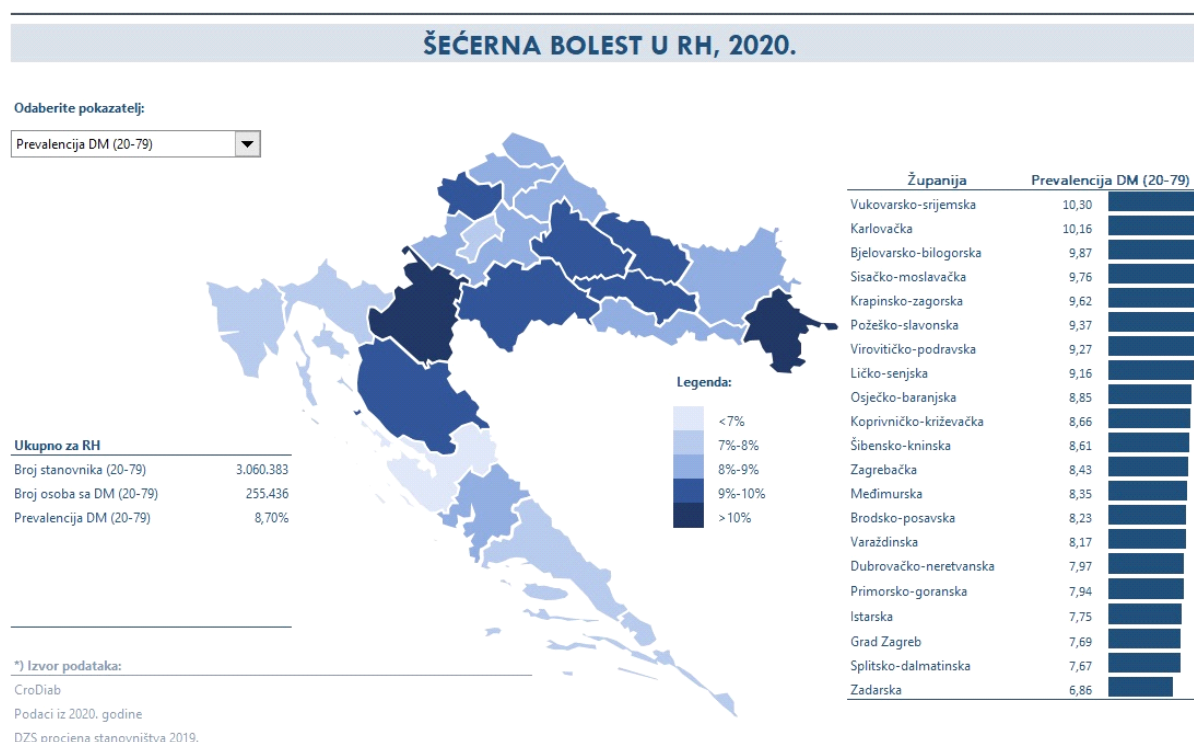 ŠEĆERNA BOLEST U RH, 2020.
Odaberite pokazatelj:
Prevalencija DM (20-79)
Ukupno za RH
Broj stanovnika (20-79) 3.060.383
Broj osoba sa DM (20-79) 255.436
Prevalencija DM (20-79) 8,70%
*) Izvor podataka:
CroDiab
Podaci iz 2020. godine
DZS procjena stanovništva 2019.
Legenda:
<7%
7%-8%
8%-9%
9%-10%
>10%
Županija Prevalencija DM (20-79)
Vukovarsko-srijemska 10,30
Karlovačka 10,16
Bjelovarsko-bilogorska 9,87
Sisačko-moslavačka 9,76
Krapinsko-zagorska 9,62
Požeško-slavonska 9,37
Virovitičko-podravska 9,27
Ličko-senjska 9,16
Osječko-baranjska 8,85
Koprivničko-križevačka 8,66
Šibensko-kninska 8,61
Zagrebačka 8,43
Međimurska 8,35
Brodsko-posavska 8,23
Varaždinska 8,17
Dubrovačko-neretvanska 7,97
Primorsko-goranska 7,94
Istarska 7,75
Grad Zagreb 7,69
Splitsko-dalmatinska 7,67
Zadarska 6,86